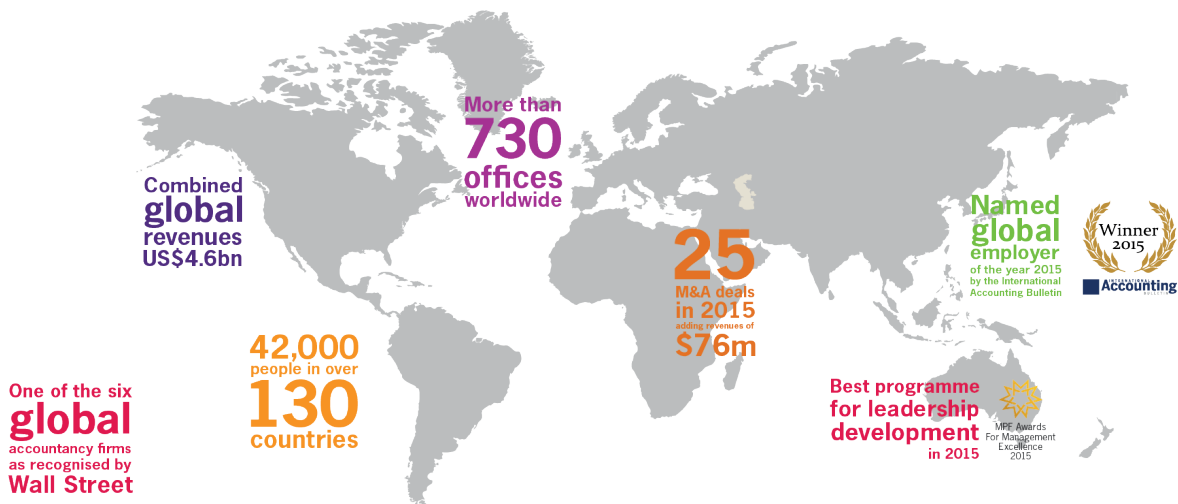 More than
730
offices
worldwide
Combined
global
revenues
US$4.6bn
Named
global
employer
of the year 2015
by the International
Accounting Bulletin
Winner
2015
INTERNATIONAL
Accounting
BULLETIN
25
M&A deals
in 2015
adding revenues of
$76m
42,000
people in over
130
countries
One of the six
global
accountancy firms
as recognised by
Wall Street
Best programme
for leadership
development
in 2015
MPF Awards
For Management
Excellence
2015